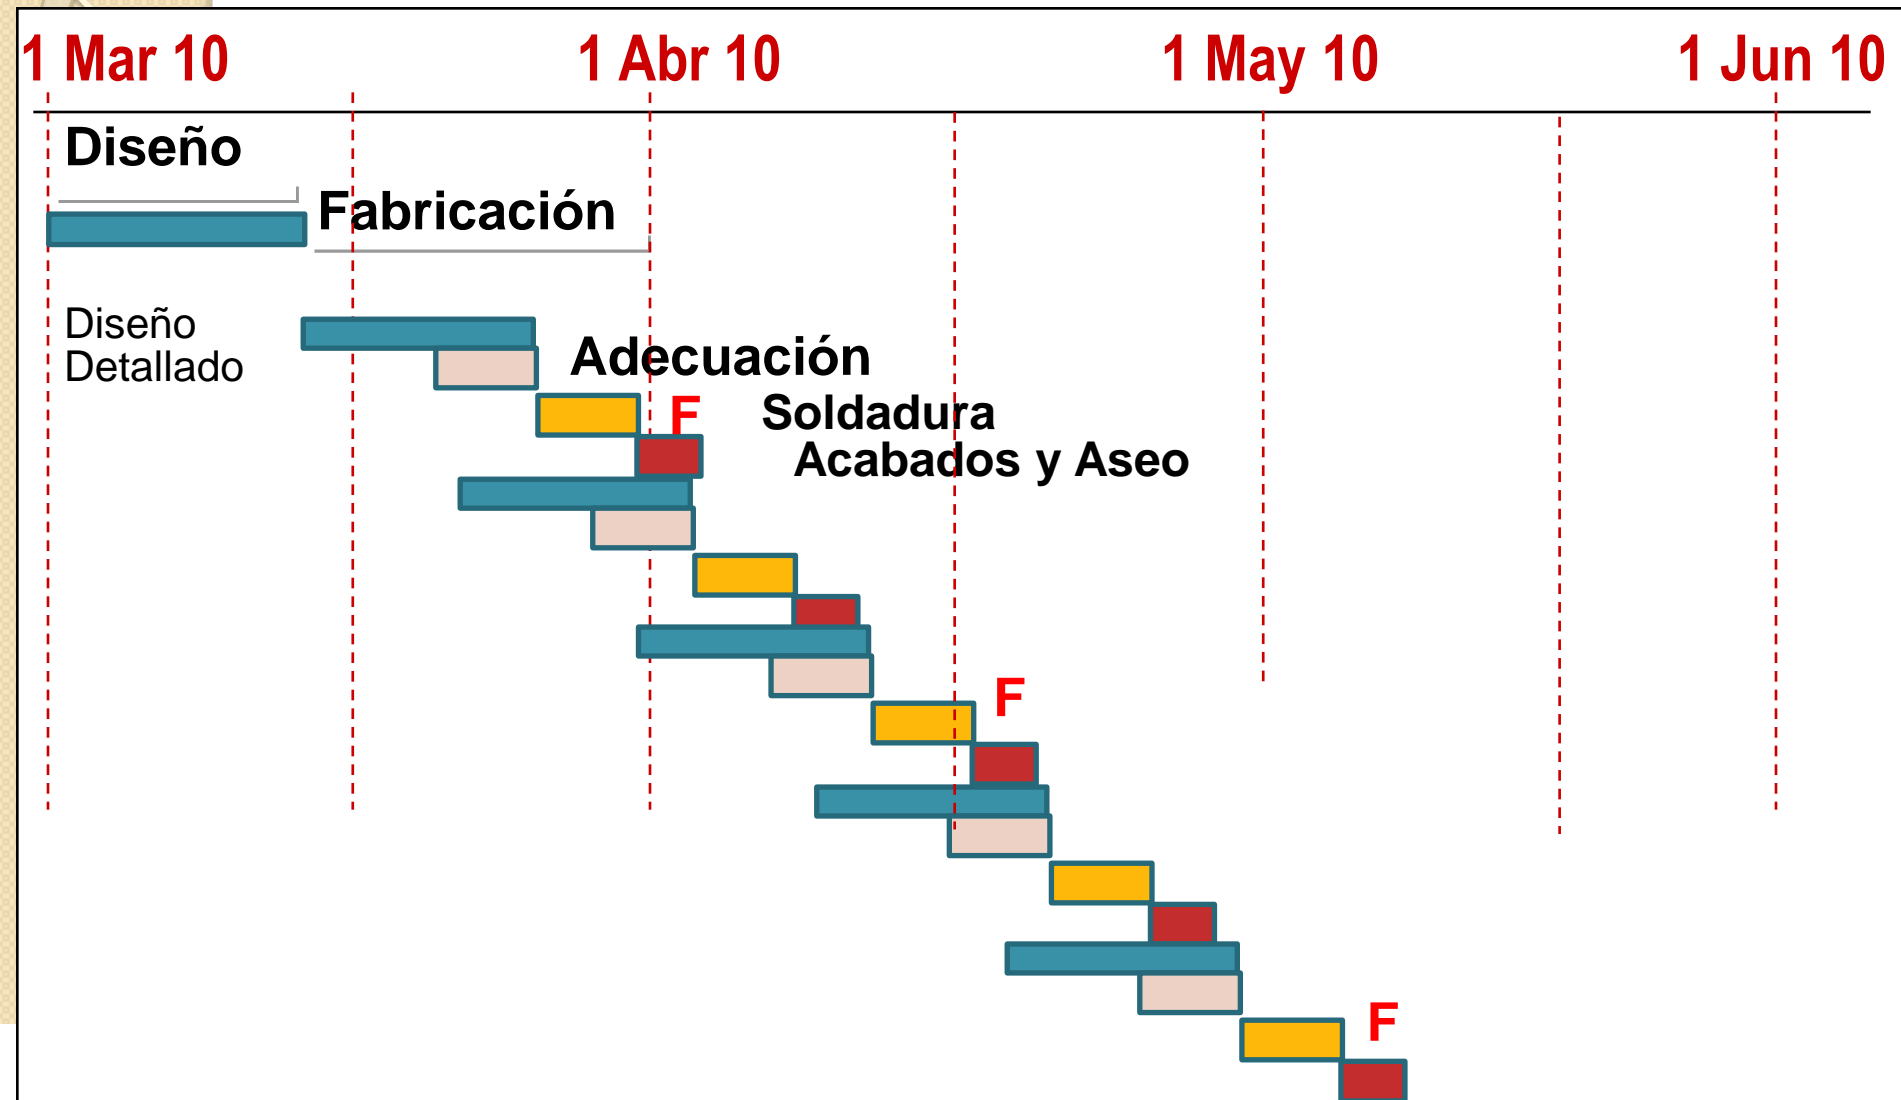 1 Mar 10
1 Abr 10
1 May 10
1 Jun 10
Diseño
Fabricación
Diseño
Detallado
Adecuación
F
Soldadura
Acabados y Aseo
F
F